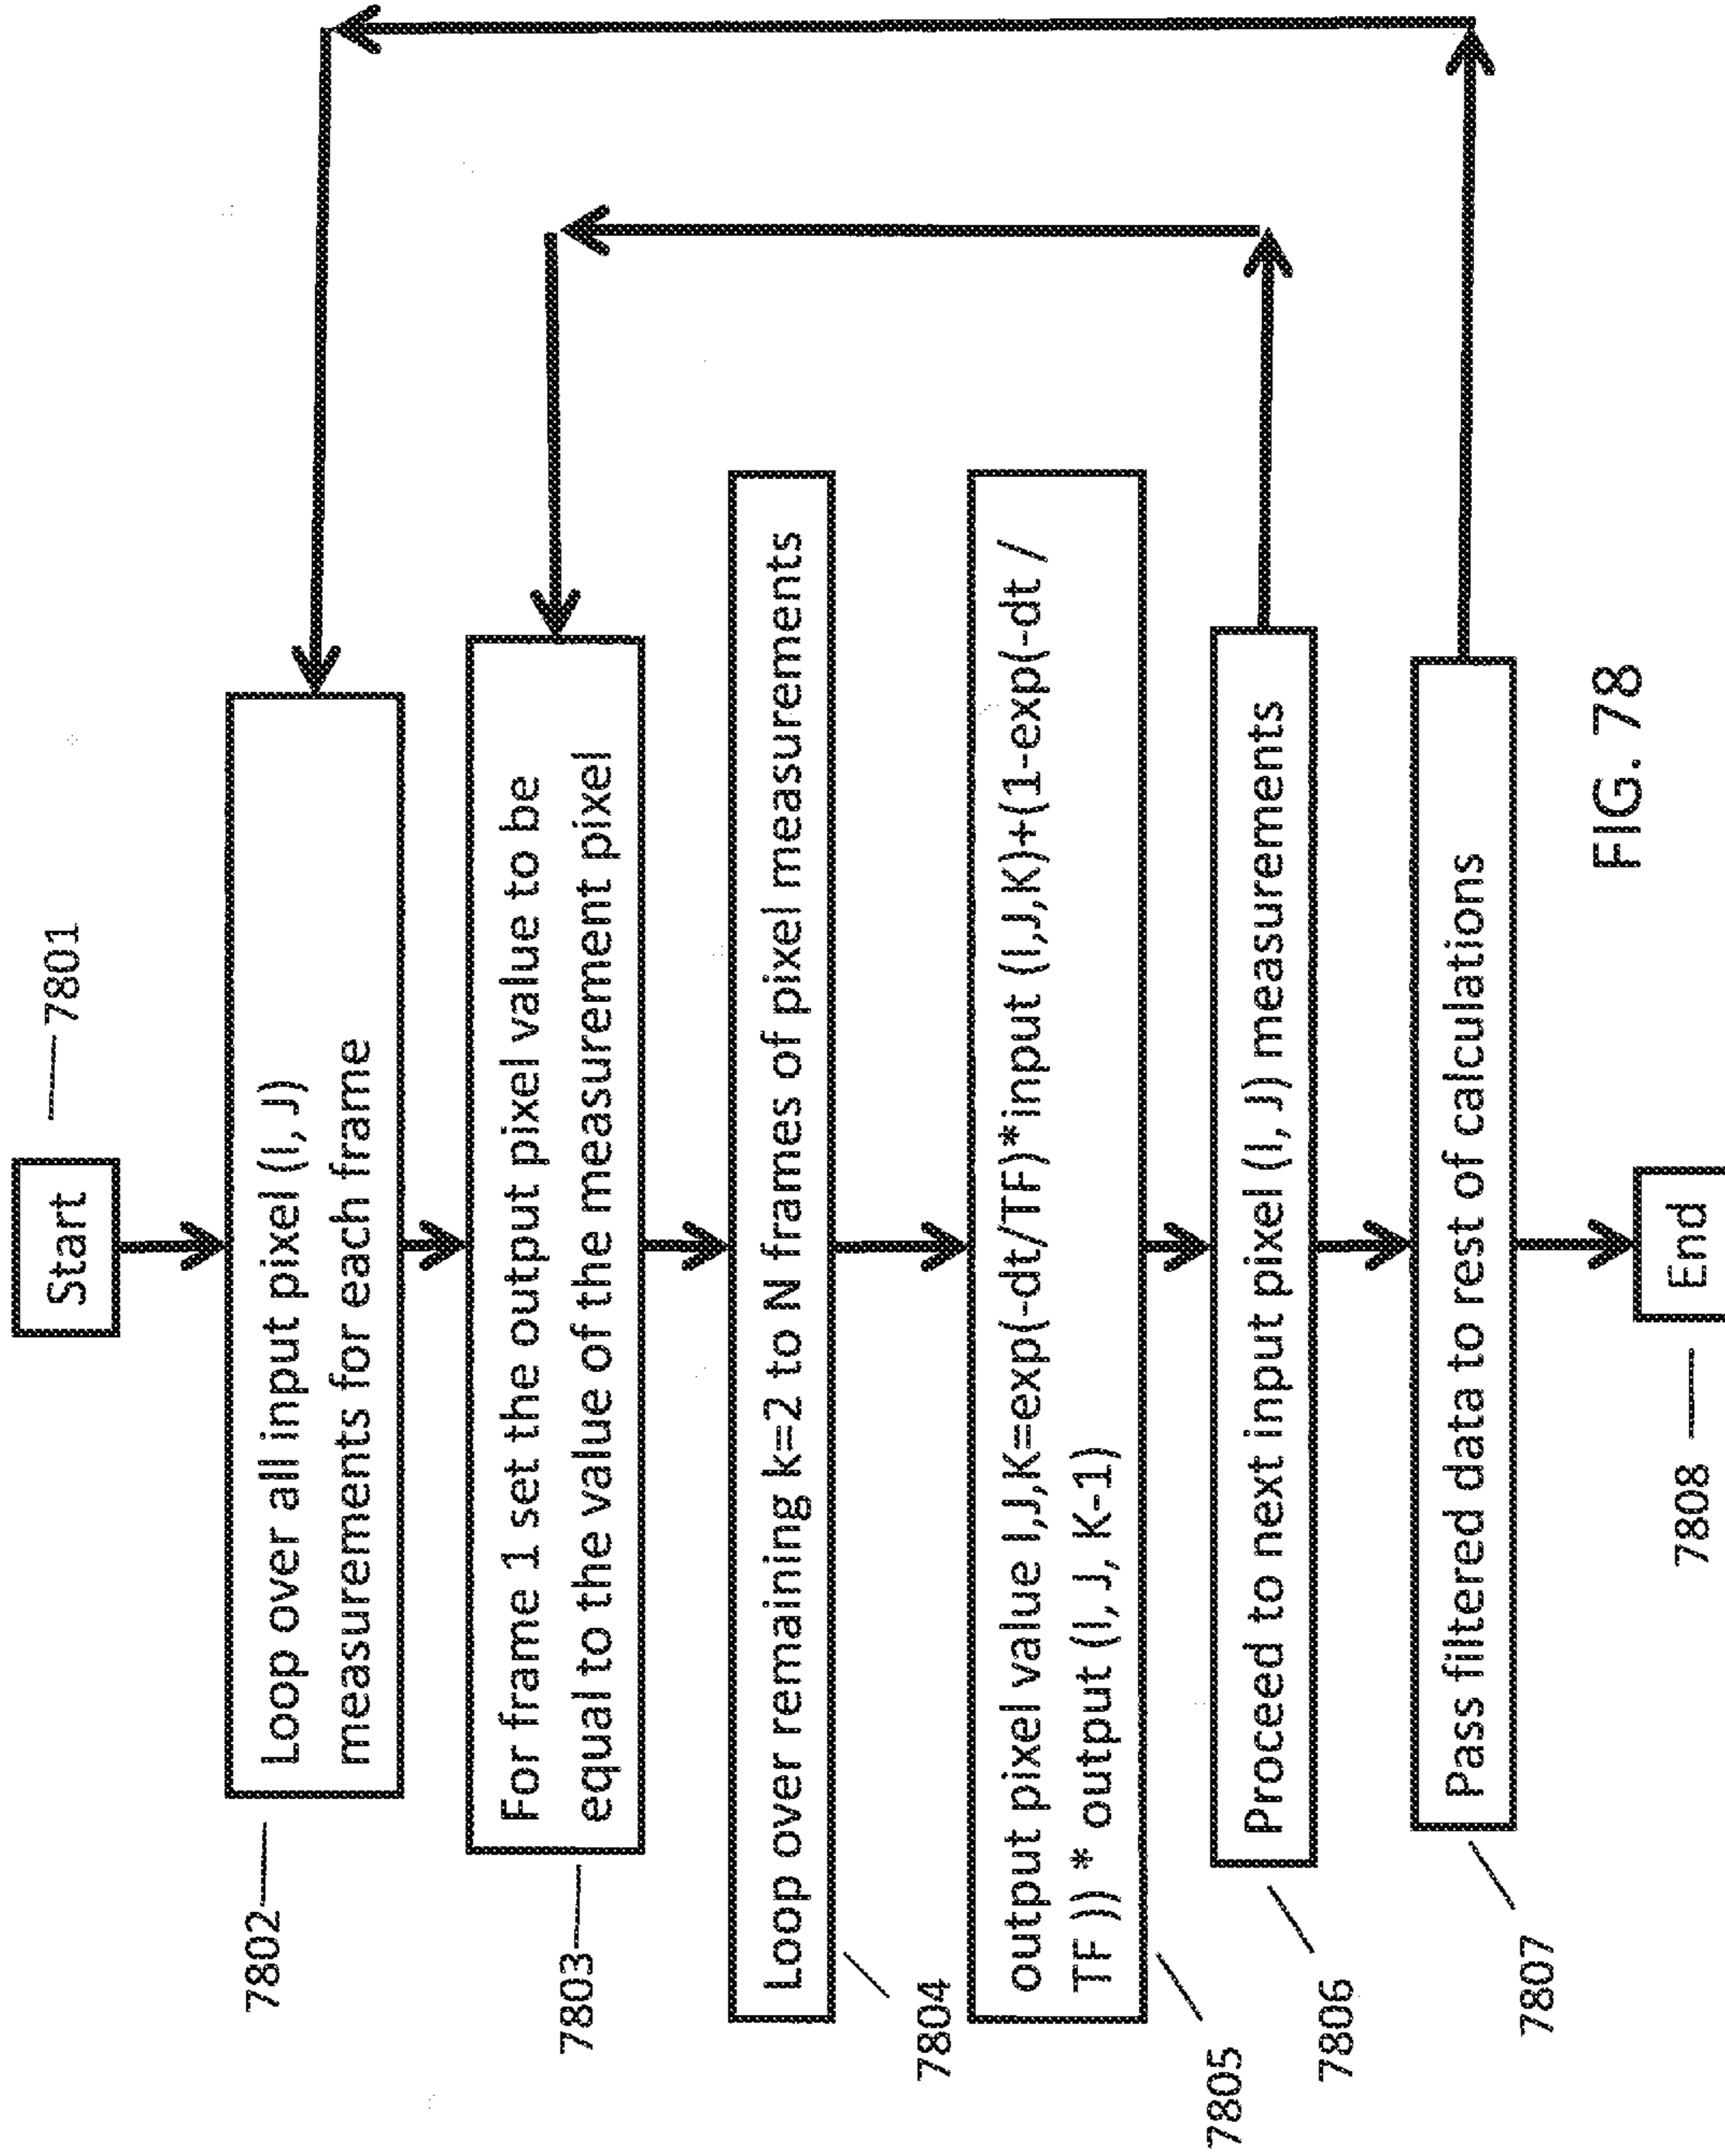 Start
7801
Loop over all input pixel (I, J)
measurements for each frame
7802
For frame 1 set the output pixel value to be
equal to the value of the measurement pixel
7803
Loop over remaining k=2 to N frames of pixel measurements
7804
output pixel value I,J,K=exp(-dt/TF)*input (I,J,K)+(1-exp(-dt /
TF )) * output (I, J, K-1)
7805
Proceed to next input pixel (I, J) measurements
7806
Pass filtered data to rest of calculations
7807
End
7808
FIG. 78